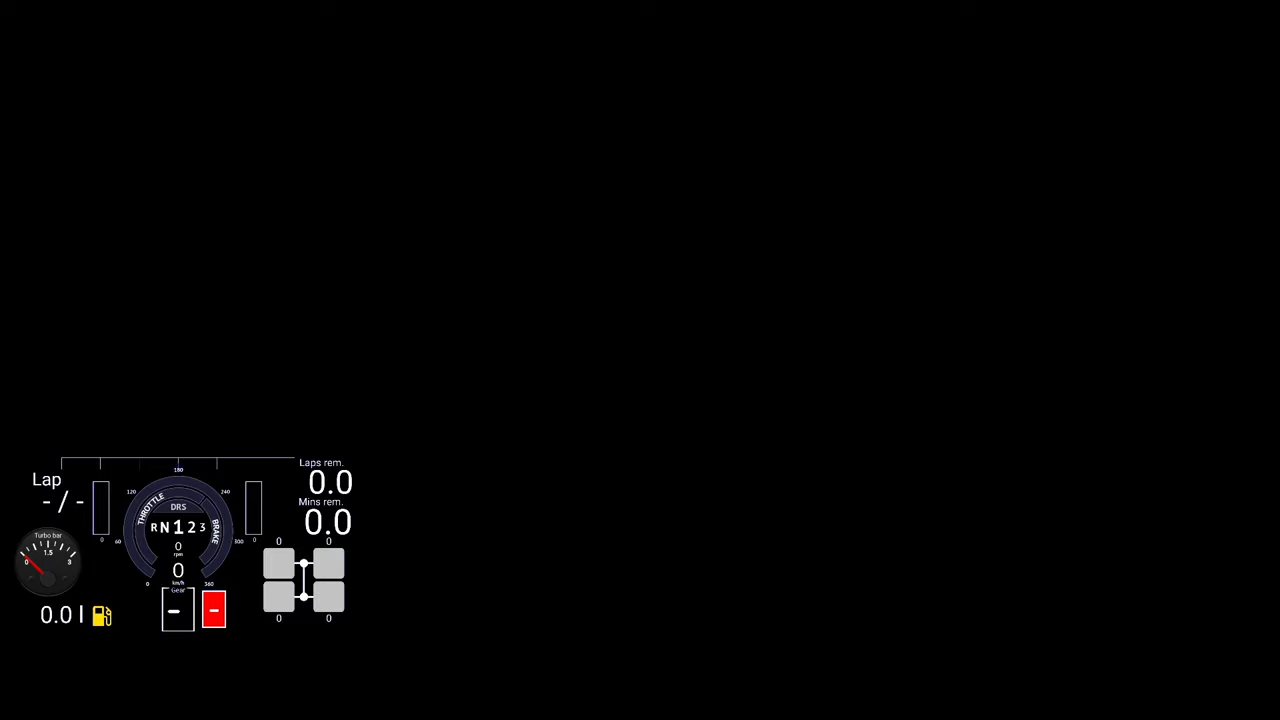 Laps rem.
0.0
Lap
- / -
Mins rem.
0.0
180
120
240
60
300
0
360
THROTTLE
BRAKE
DRS
R N 1 2 3
0
rpm
0
km/h
0
0
Turbo bar
0
1.5
3
0.0 l
Gear
-
-
0
0
0
0